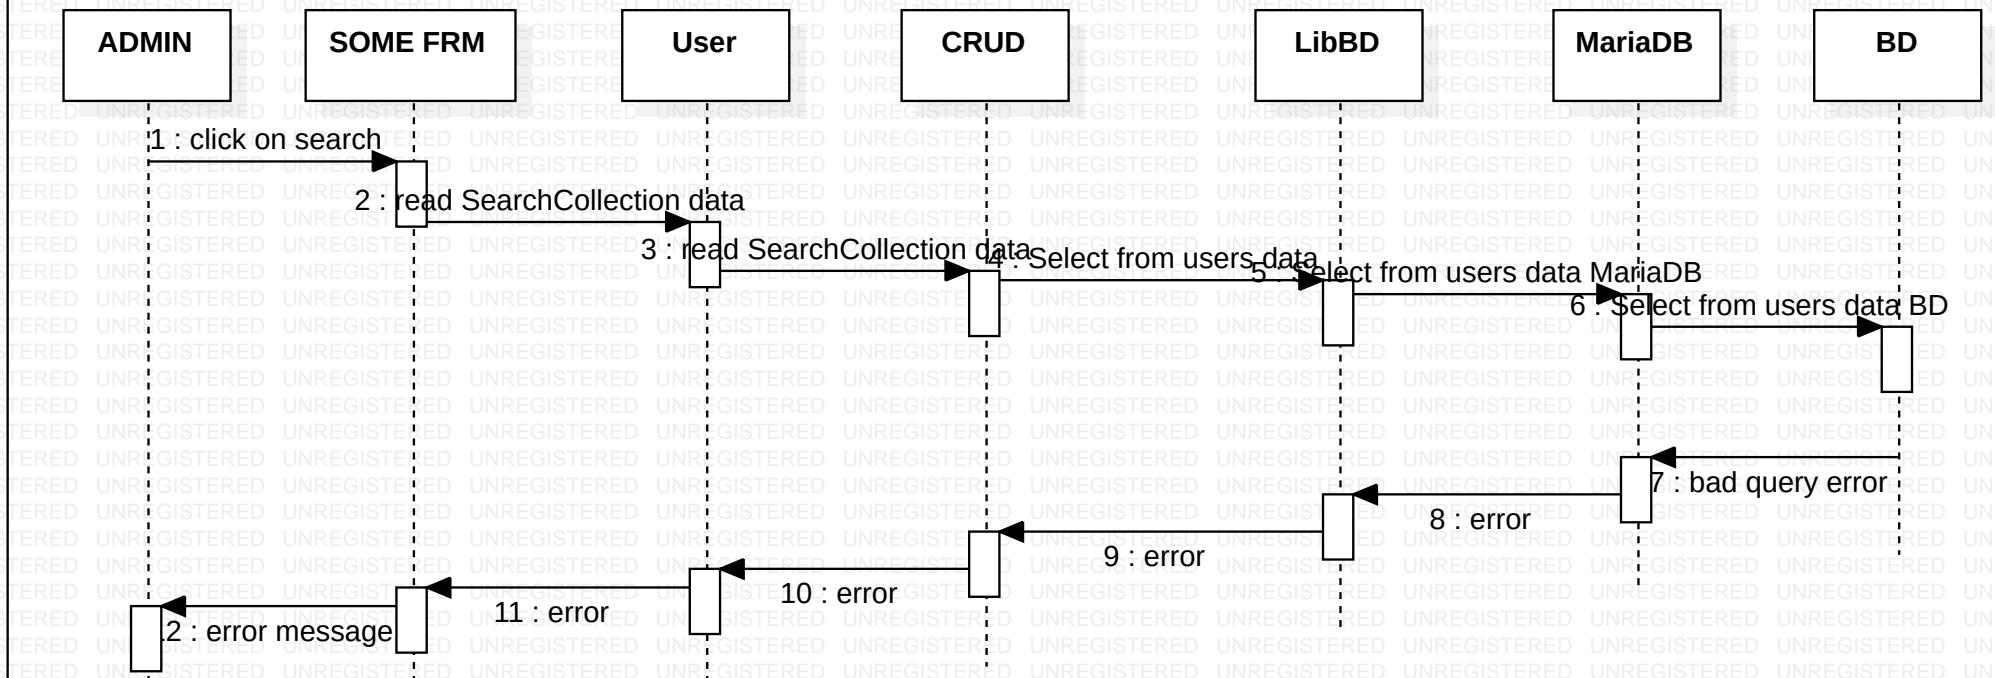 ADMIN
SOME FRM
User
CRUD
LibBD
MariaDB
BD
1 : click on search
2 : read SearchCollection data
3 : read SearchCollection data
4 : Select from users data
5 : Select from users data MariaDB
6 : Select from users data BD
7 : bad query error
8 : error
9 : error
10 : error
11 : error
12 : error message
UNREGISTERED